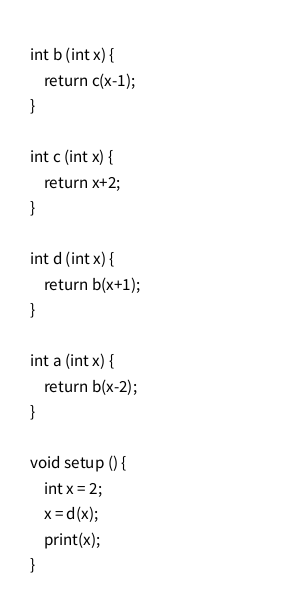 int b (int x) {
    return c(x-1);
}

int c (int x) {
    return x+2;
}

int d (int x) {
    return b(x+1);
}

int a (int x) {
    return b(x-2);
}

void setup () {
    int x = 2;
    x = d(x);
    print(x);
}